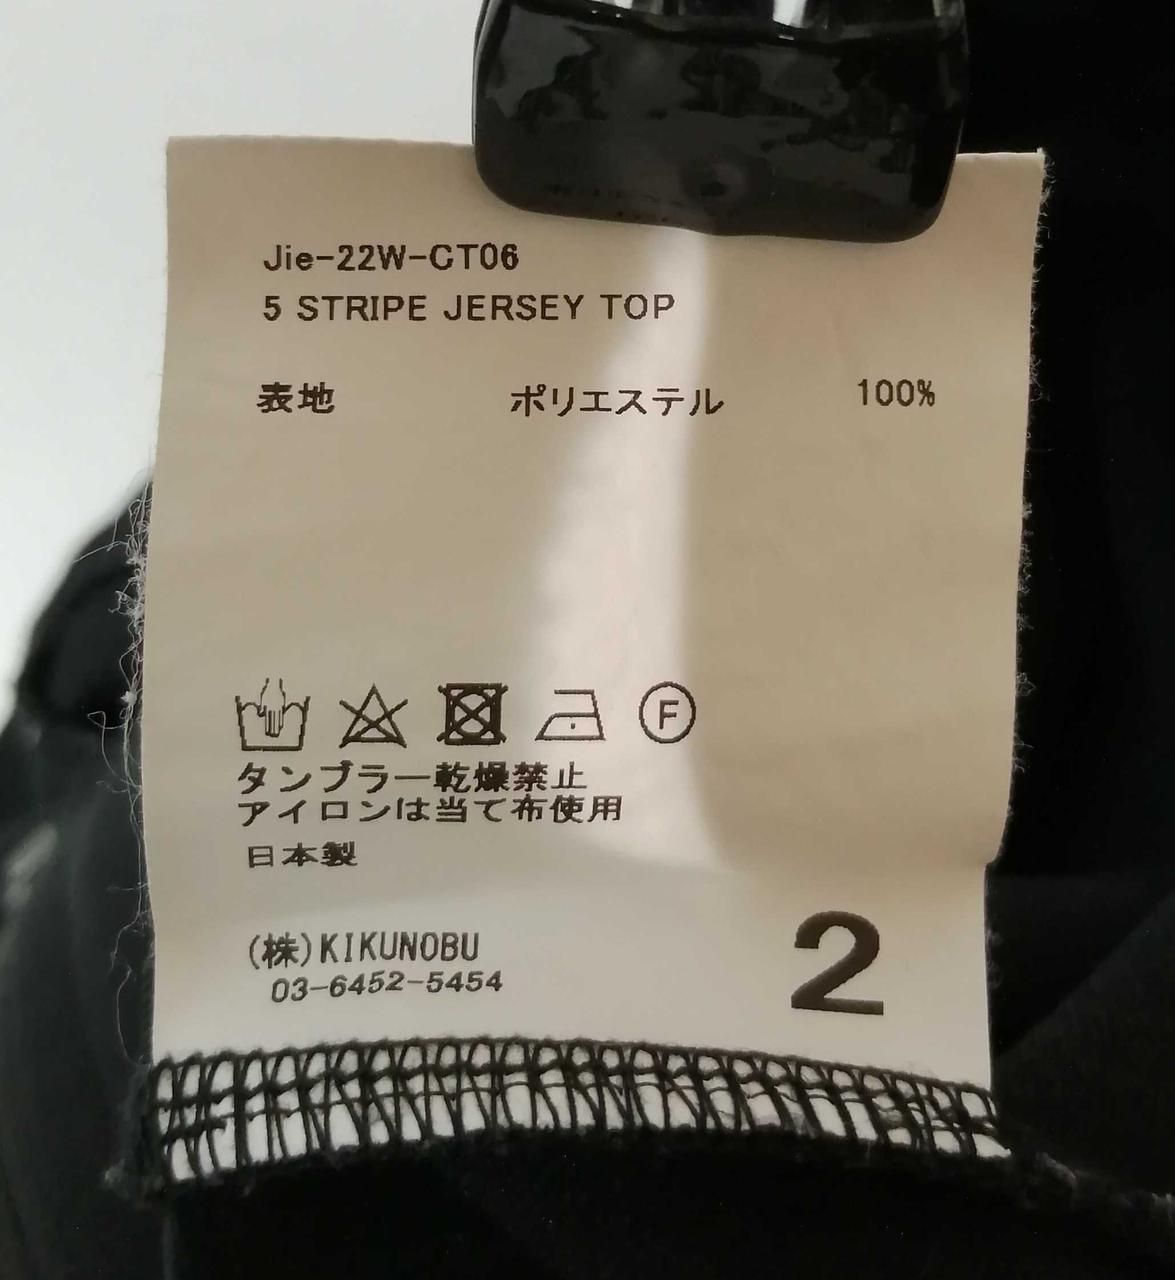 Jie-22W-CT06
5 STRIPE JERSEY TOP
表地 ポリエステル 100%
F
タンブラー乾燥禁止
アイロンは当て布使用
日本製
(株)KIKUNOBU
03-6452-5454
2